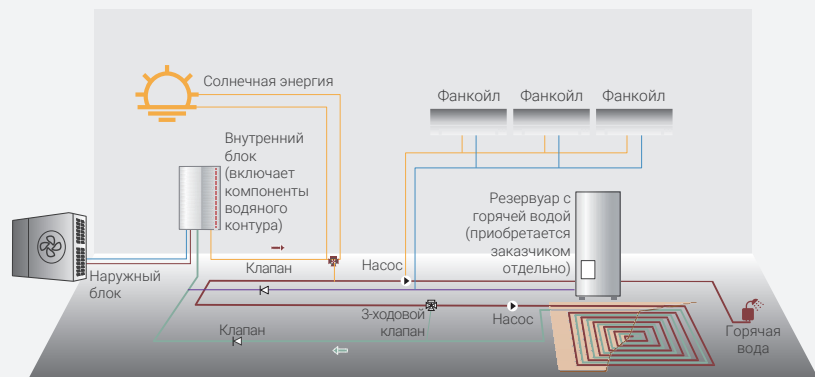 Солнечная энергия
Фанкойл
Фанкойл
Фанкойл
Внутренний
блок
(включает
компоненты
водяного
контура)
Резервуар с
горячей водой
(приобретается
заказчиком
отдельно)
Наружный
блок
Клапан
Насос
3-ходовой
клапан
Насос
Клапан
Горячая
вода